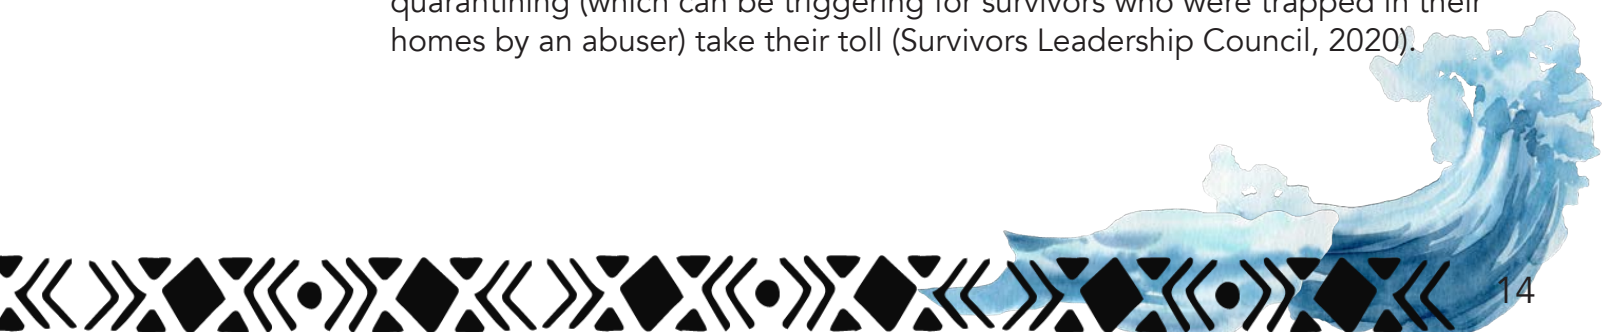 quarantining (which can be triggering for survivors who were trapped in their
homes by an abuser) take their toll (Survivors Leadership Council, 2020).
14